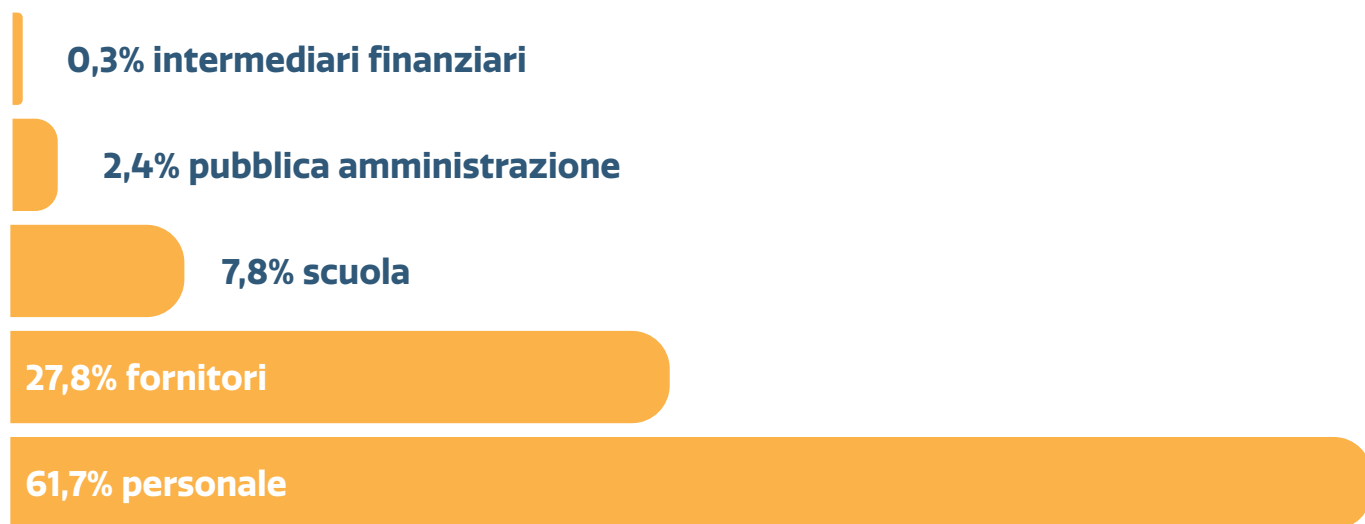 0,3% intermediari finanziari
2,4% pubblica amministrazione
7,8% scuola
27,8% fornitori
61,7% personale